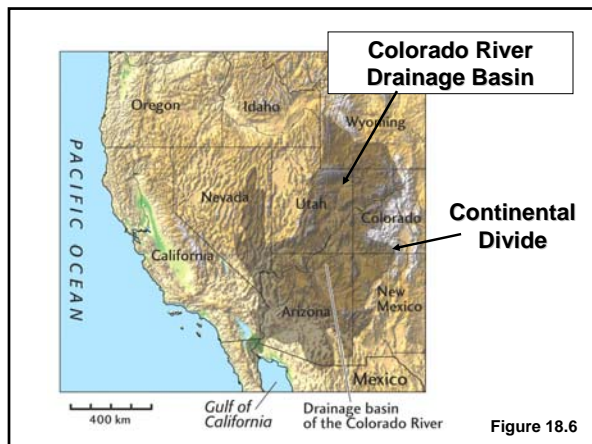 Colorado River
Drainage Basin
Oregon
Idaho
Wyoming
PACIFIC OCEAN
Nevada
Utah
Colorado
Continental
Divide
California
Arizona
New
Mexico
Mexico
400 km
Gulf of
California
Drainage basin
of the Colorado River
Figure 18.6